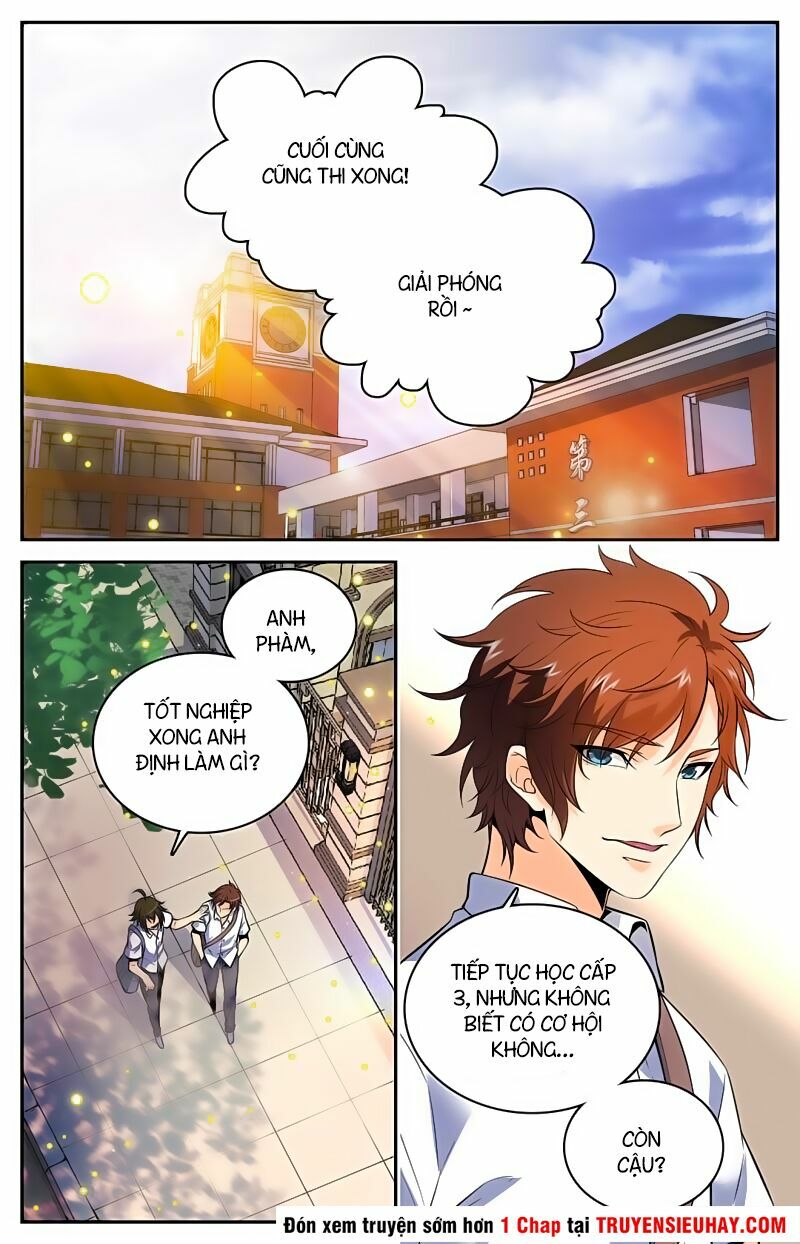 CUỐI CÙNG
CŨNG THI XONG!
GIẢI PHÓNG
RỒI ~
第
三
ANH
PHÀM,
TỐT NGHIỆP
XONG ANH
ĐỊNH LÀM GÌ?
TIẾP TỤC HỌC CẤP
3, NHƯNG KHÔNG
BIẾT CÓ CƠ HỘI
KHÔNG...
CÒN
CẬU?
Đón xem truyện sớm hơn 1 Chap tại TRUYENSIEUHAY.COM